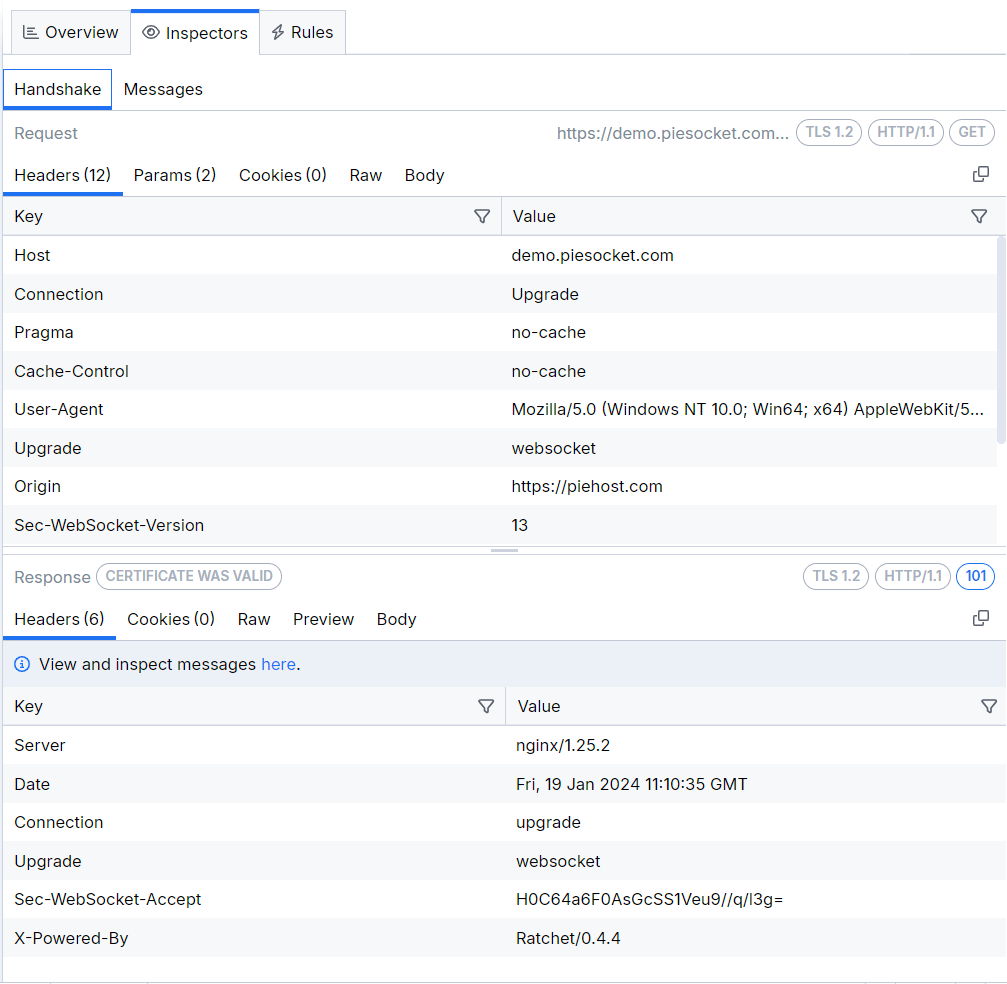 Overview Inspectors Rules
Handshake Messages
Request https://demo.piesocket.com... TLS 1.2 HTTP/1.1 GET
Headers (12) Params (2) Cookies (0) Raw Body
Key Value
Host demo.piesocket.com
Connection Upgrade
Pragma no-cache
Cache-Control no-cache
User-Agent Mozilla/5.0 (Windows NT 10.0; Win64; x64) AppleWebKit/5...
Upgrade websocket
Origin https://piehost.com
Sec-WebSocket-Version 13
Response CERTIFICATE WAS VALID TLS 1.2 HTTP/1.1 101
Headers (6) Cookies (0) Raw Preview Body
View and inspect messages here.
Key Value
Server nginx/1.25.2
Date Fri, 19 Jan 2024 11:10:35 GMT
Connection upgrade
Upgrade websocket
Sec-WebSocket-Accept H0C64a6F0AsGcSS1Veu9//q/l3g=
X-Powered-By Ratchet/0.4.4